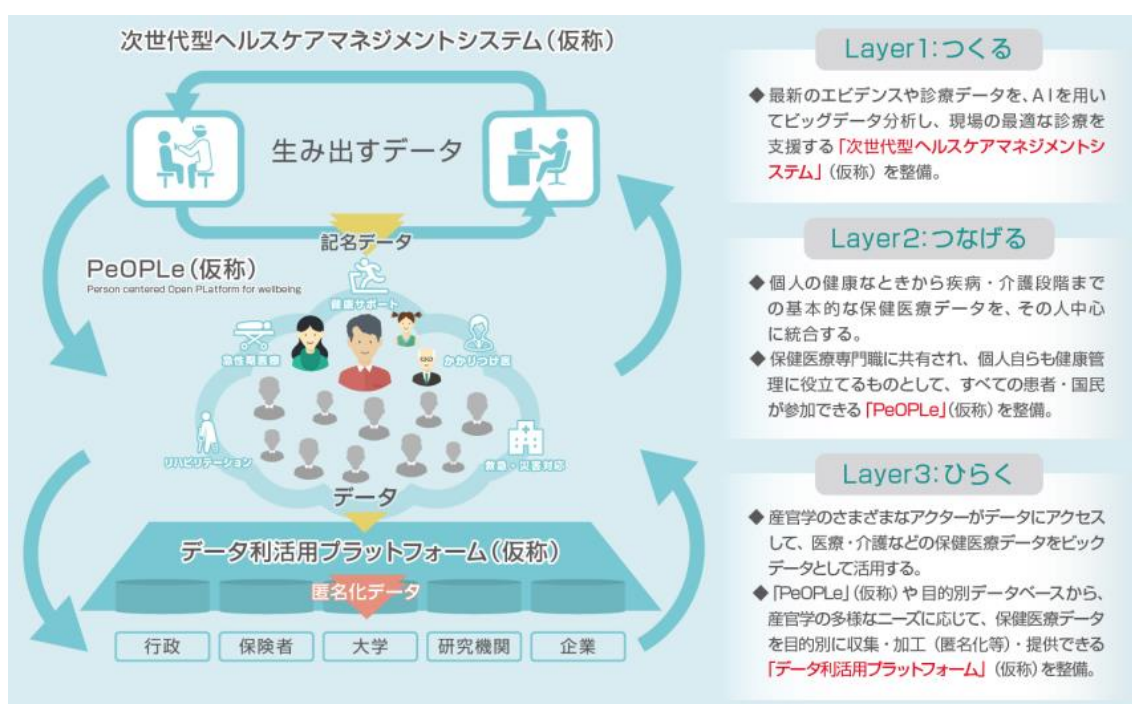 次世代型ヘルスケアマネジメントシステム（仮称）
生み出すデータ
記名データ
PeOPLe（仮称）
Person centered Open PLatform for wellbeing
健康サポート
急性期医療
かかりつけ医
リハビリテーション
救急・災害対応
データ
データ利活用プラットフォーム（仮称）
匿名化データ
行政
保険者
大学
研究機関
企業
Layer1：つくる
◆最新のエビデンスや診療データを、AIを用い
てビッグデータ分析し、現場の最適な診療を
支援する「次世代型ヘルスケアマネジメントシ
ステム」（仮称）を整備。
Layer2：つなげる
◆個人の健康なときから疾病・介護段階まで
の基本的な保健医療データを、その人中心
に統合する。
◆保健医療専門職に共有され、個人自らも健康管
理に役立てるものとして、すべての患者・国民
が参加できる「PeOPLe」（仮称）を整備。
Layer3：ひらく
◆産官学のさまざまなアクターがデータにアクセス
して、医療・介護などの保健医療データをビック
データとして活用する。
◆「PeOPLe」（仮称）や目的別データベースから、
産官学の多様なニーズに応じて、保健医療データ
を目的別に収集・加工（匿名化等）・提供できる
「データ利活用プラットフォーム」（仮称）を整備。